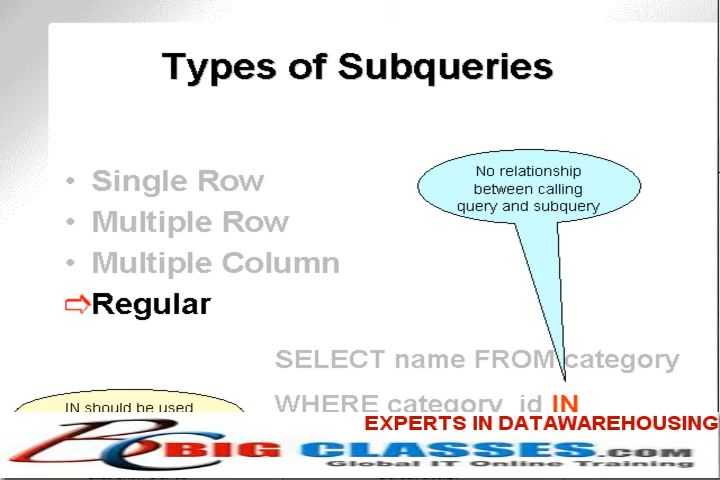 Types of Subqueries
No relationship
between calling
query and subquery
• Single Row
• Multiple Row
• Multiple Column
⇨Regular
SELECT name FROM category
WHERE category_id IN
IN should be used
EXPERTS IN DATAWAREHOUSING
BIG CLASSES.COM
Global IT Online Training